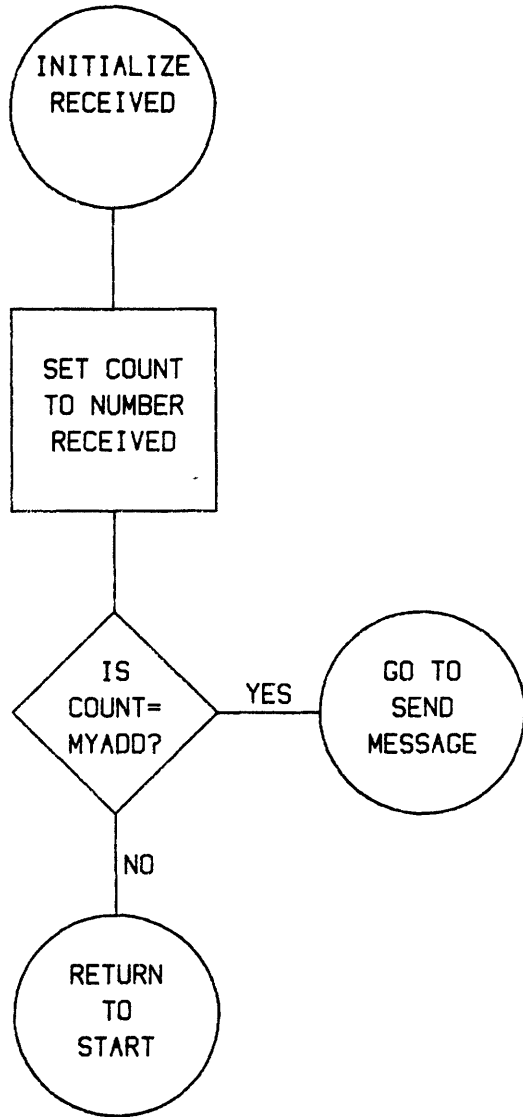 INITIALIZE
RECEIVED
SET COUNT
TO NUMBER
RECEIVED
IS
COUNT=
MYADD?
YES
GO TO
SEND
MESSAGE
NO
RETURN
TO
START